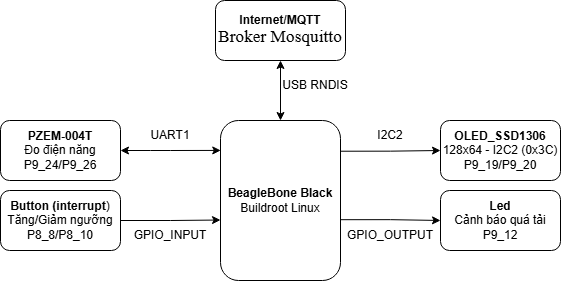 Internet/MQTT
Broker Mosquitto
USB RNDIS
PZEM-004T
Đo điện năng
P9_24/P9_26
UART1
I2C2
OLED_SSD1306
128x64 - I2C2 (0x3C)
P9_19/P9_20
BeagleBone Black
Buildroot Linux
Button (interrupt)
Tăng/Giảm ngưỡng
P8_8/P8_10
GPIO_INPUT
GPIO_OUTPUT
Led
Cảnh báo quá tải
P9_12